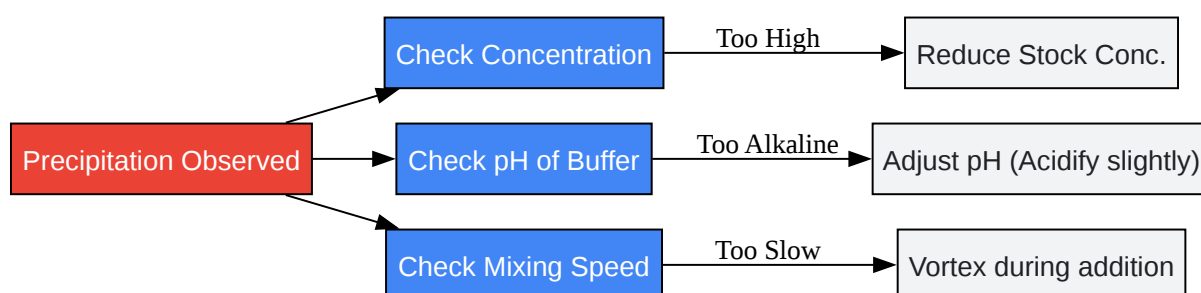 Precipitation Observed
Check Concentration
Too High
Reduce Stock Conc.
Check pH of Buffer
Too Alkaline
Adjust pH (Acidify slightly)
Check Mixing Speed
Too Slow
Vortex during addition